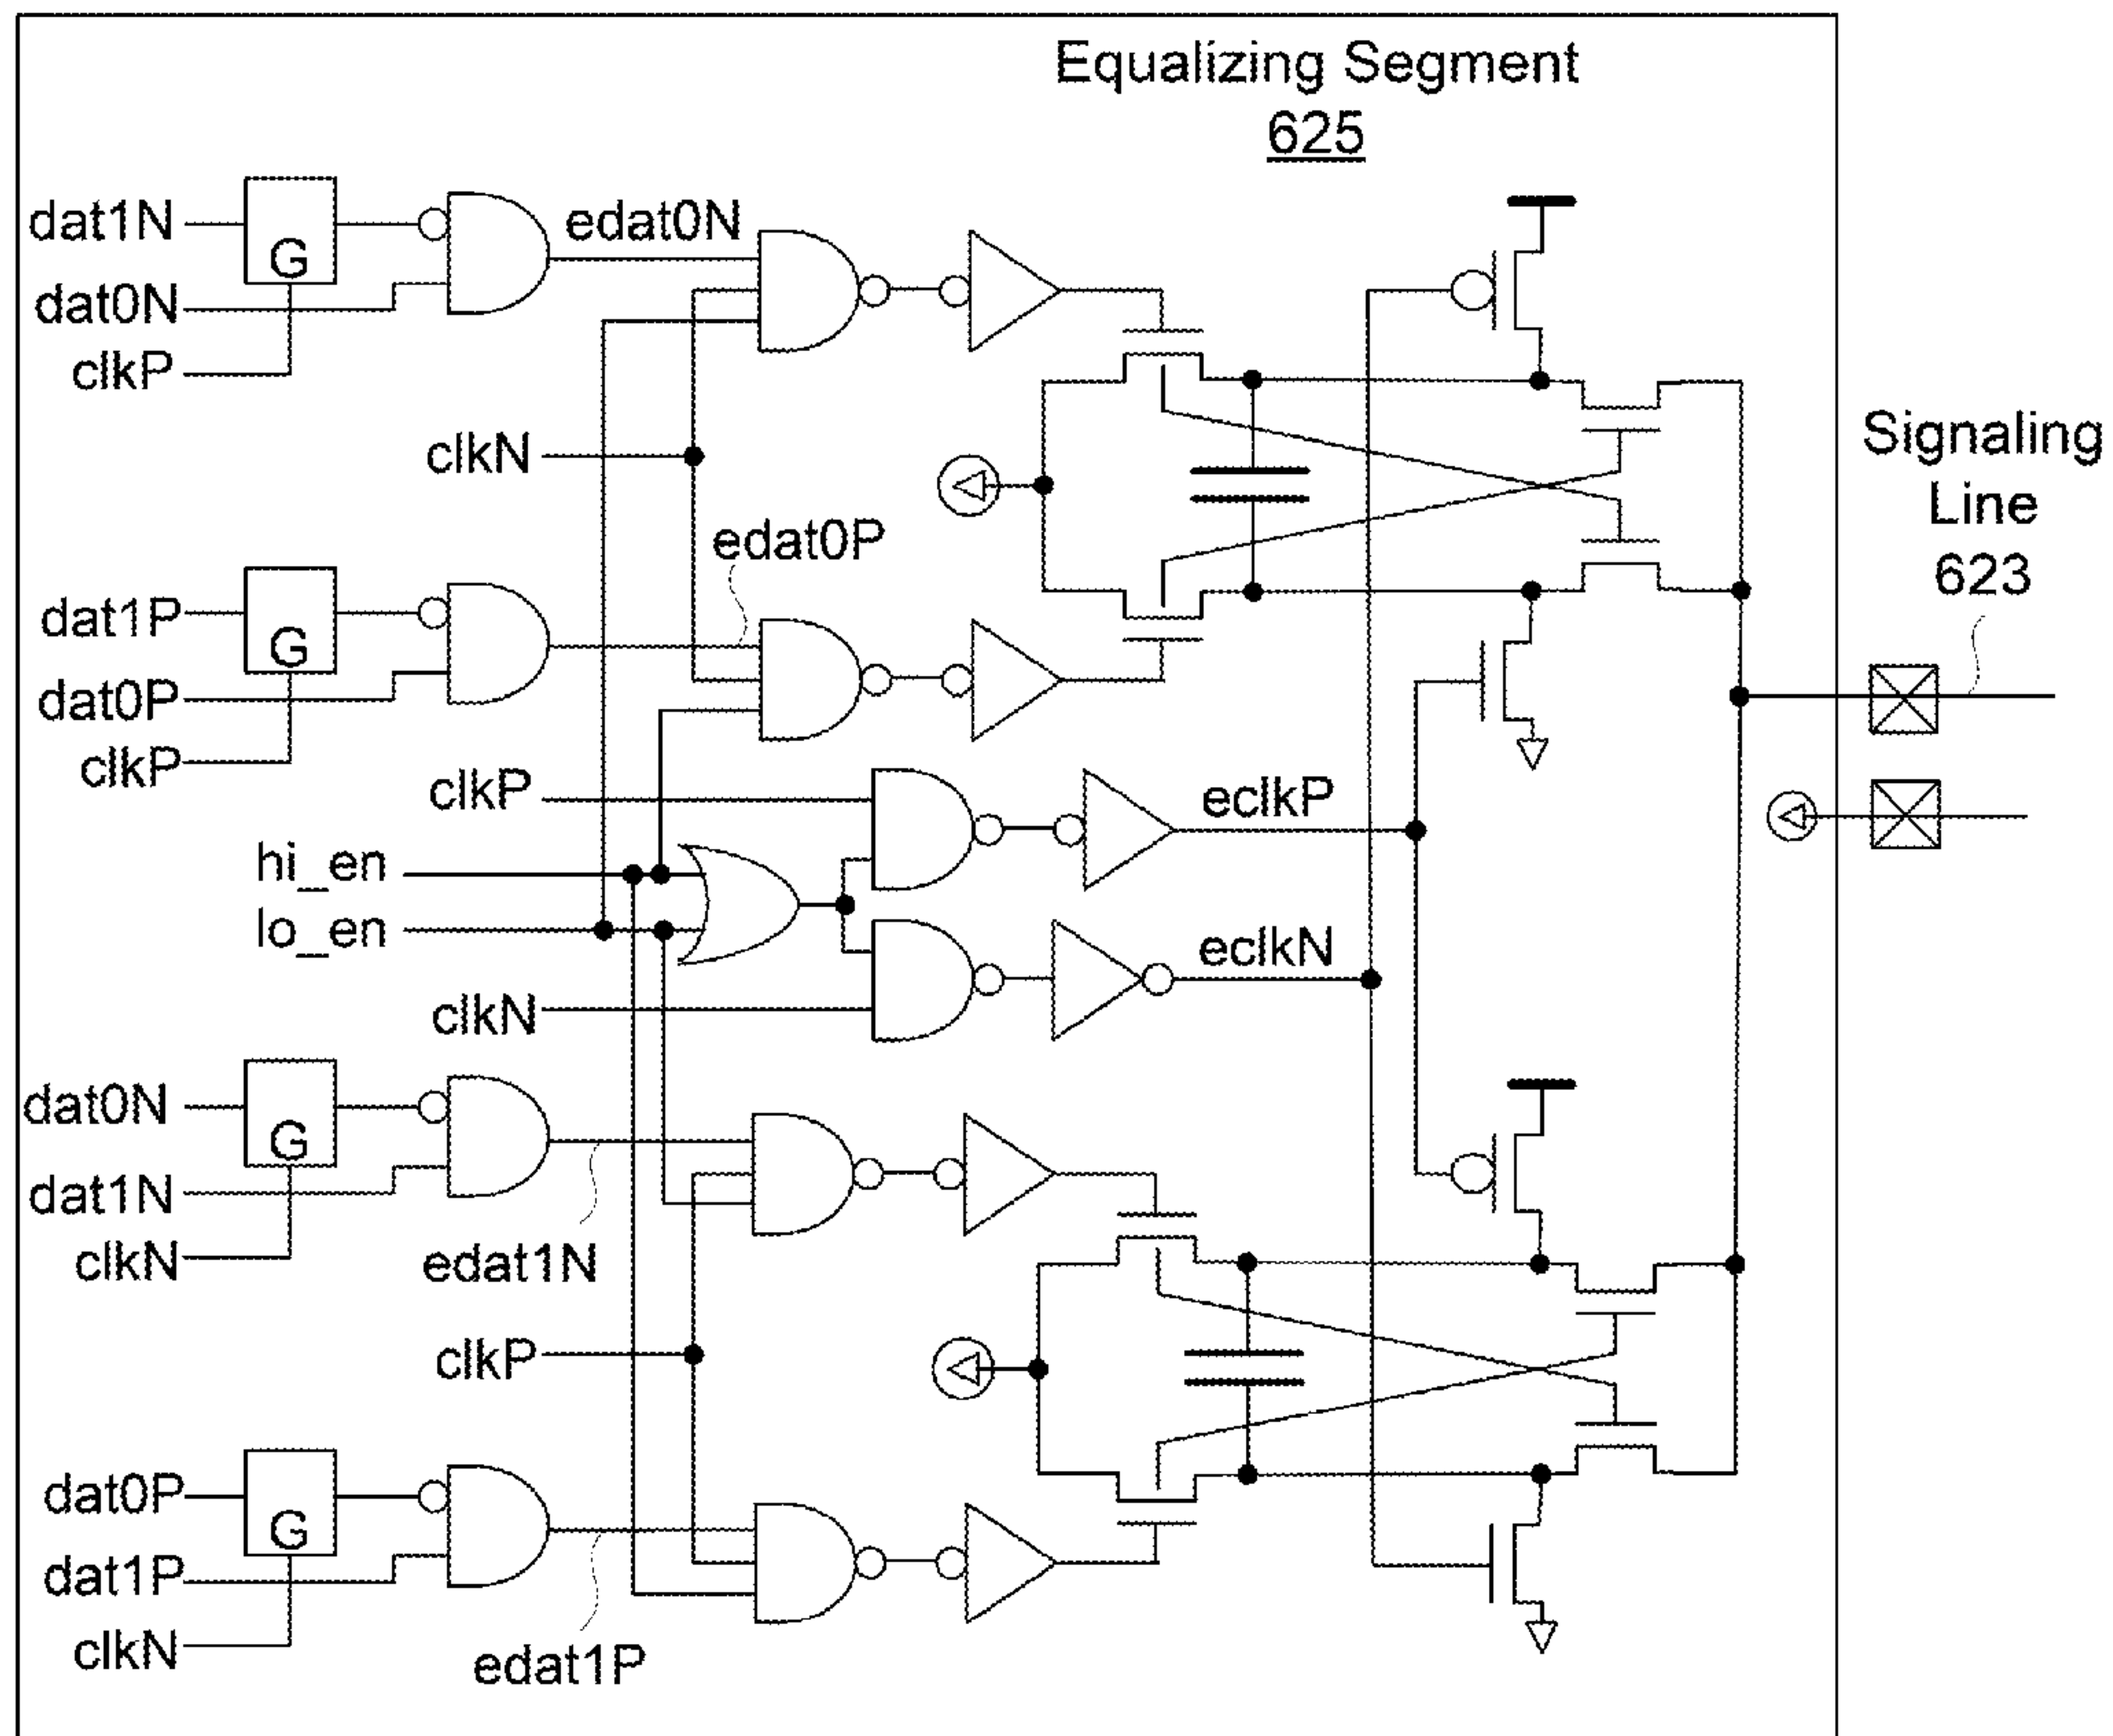 Equalizing Segment
625
dat1N
G
edat0N
dat0N
clkP
clkN
Signaling
Line
623
edat0P
dat1P
G
dat0P
clkP
clkP
eclkP
hi_en
lo_en
eclkN
clkN
dat0N
G
dat1N
clkN
edat1N
clkP
dat0P
G
dat1P
clkN
edat1P